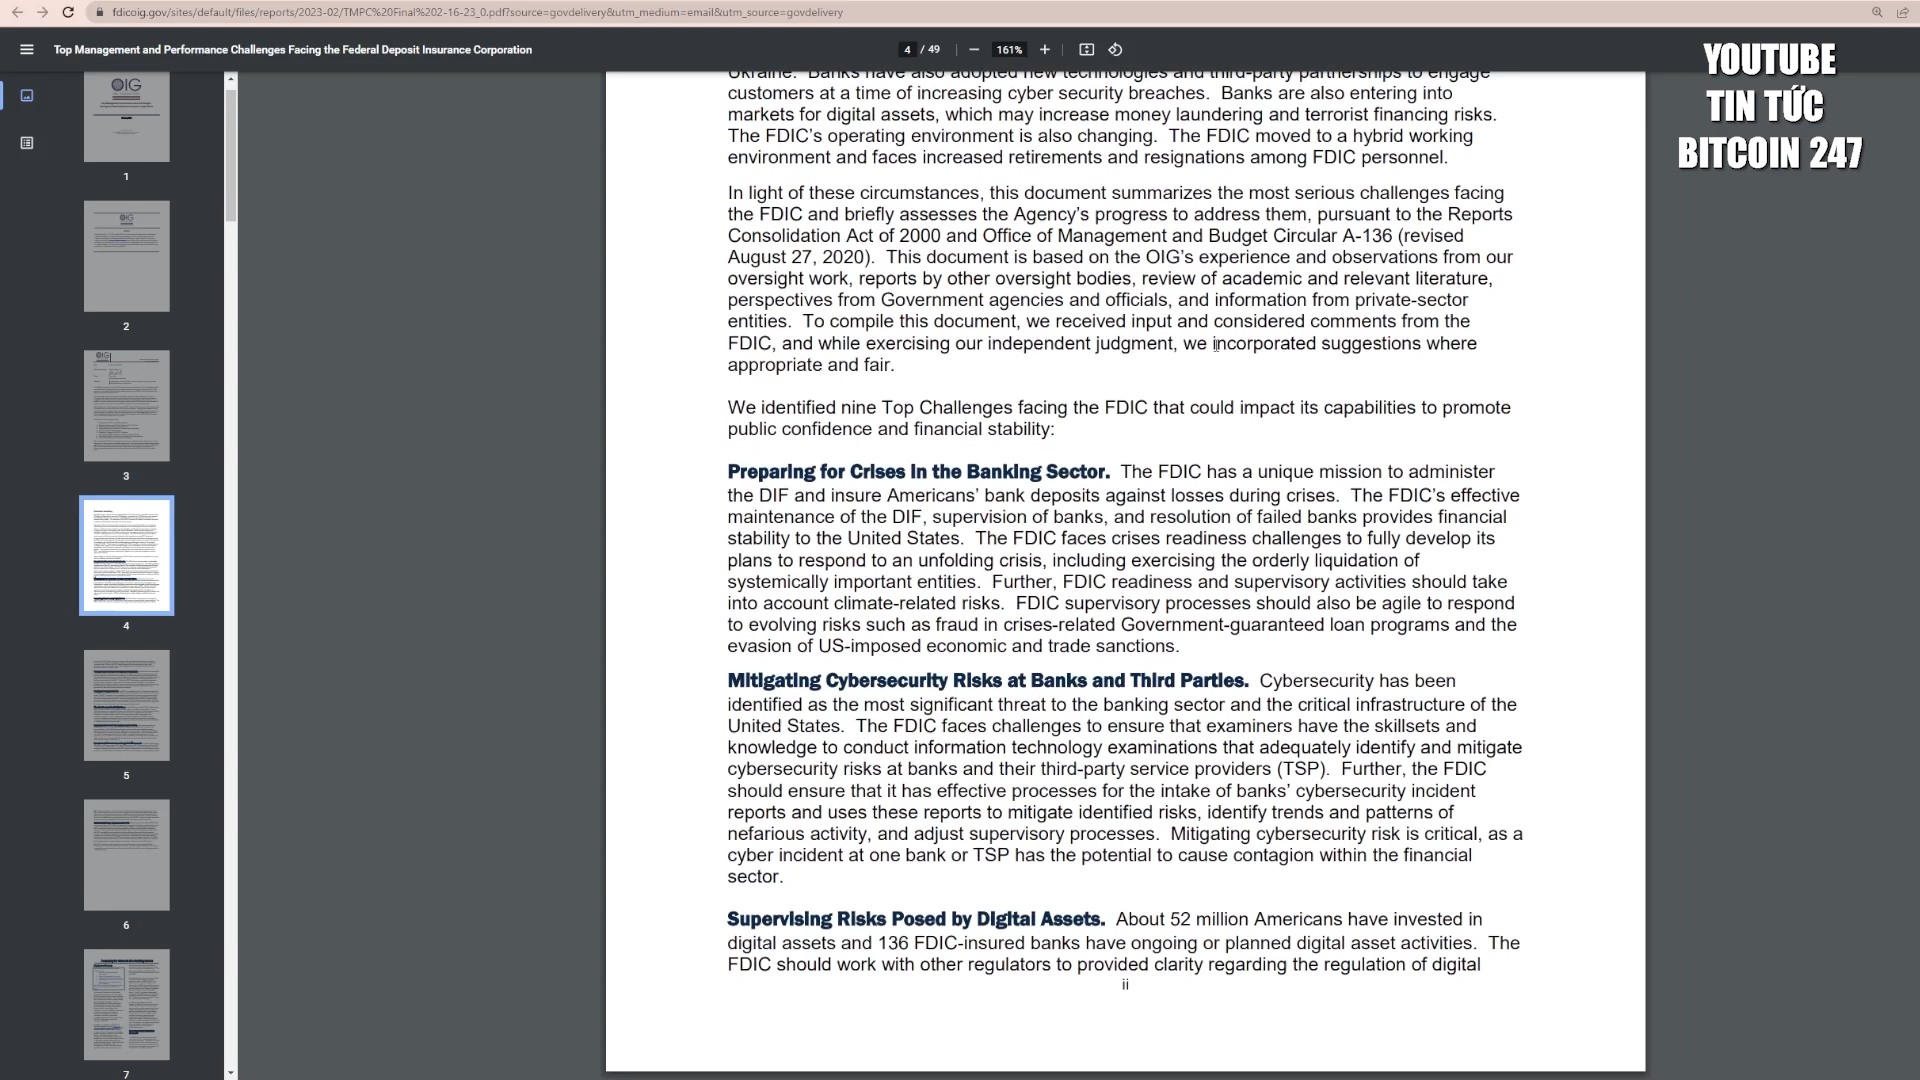 fdicoig.gov/sites/default/files/reports/2023-02/TMPC%20Final%202-16-23_0.pdf?source=govdelivery&utm_medium=email&utm_source=govdelivery
Top Management and Performance Challenges Facing the Federal Deposit Insurance Corporation
4 / 49
161%
YOUTUBE
TIN TỨC
BITCOIN 247
OIG
1
OIG
2
OIG
3
4
5
6
7
Ukraine. Banks have also adopted new technologies and third-party partnerships to engage
customers at a time of increasing cyber security breaches. Banks are also entering into
markets for digital assets, which may increase money laundering and terrorist financing risks.
The FDIC's operating environment is also changing. The FDIC moved to a hybrid working
environment and faces increased retirements and resignations among FDIC personnel.
In light of these circumstances, this document summarizes the most serious challenges facing
the FDIC and briefly assesses the Agency's progress to address them, pursuant to the Reports
Consolidation Act of 2000 and Office of Management and Budget Circular A-136 (revised
August 27, 2020). This document is based on the OIG's experience and observations from our
oversight work, reports by other oversight bodies, review of academic and relevant literature,
perspectives from Government agencies and officials, and information from private-sector
entities. To compile this document, we received input and considered comments from the
FDIC, and while exercising our independent judgment, we incorporated suggestions where
appropriate and fair.
We identified nine Top Challenges facing the FDIC that could impact its capabilities to promote
public confidence and financial stability:
Preparing for Crises in the Banking Sector. The FDIC has a unique mission to administer
the DIF and insure Americans' bank deposits against losses during crises. The FDIC's effective
maintenance of the DIF, supervision of banks, and resolution of failed banks provides financial
stability to the United States. The FDIC faces crises readiness challenges to fully develop its
plans to respond to an unfolding crisis, including exercising the orderly liquidation of
systemically important entities. Further, FDIC readiness and supervisory activities should take
into account climate-related risks. FDIC supervisory processes should also be agile to respond
to evolving risks such as fraud in crises-related Government-guaranteed loan programs and the
evasion of US-imposed economic and trade sanctions.
Mitigating Cybersecurity Risks at Banks and Third Parties. Cybersecurity has been
identified as the most significant threat to the banking sector and the critical infrastructure of the
United States. The FDIC faces challenges to ensure that examiners have the skillsets and
knowledge to conduct information technology examinations that adequately identify and mitigate
cybersecurity risks at banks and their third-party service providers (TSP). Further, the FDIC
should ensure that it has effective processes for the intake of banks' cybersecurity incident
reports and uses these reports to mitigate identified risks, identify trends and patterns of
nefarious activity, and adjust supervisory processes. Mitigating cybersecurity risk is critical, as a
cyber incident at one bank or TSP has the potential to cause contagion within the financial
sector.
Supervising Risks Posed by Digital Assets. About 52 million Americans have invested in
digital assets and 136 FDIC-insured banks have ongoing or planned digital asset activities. The
FDIC should work with other regulators to provided clarity regarding the regulation of digital
ii